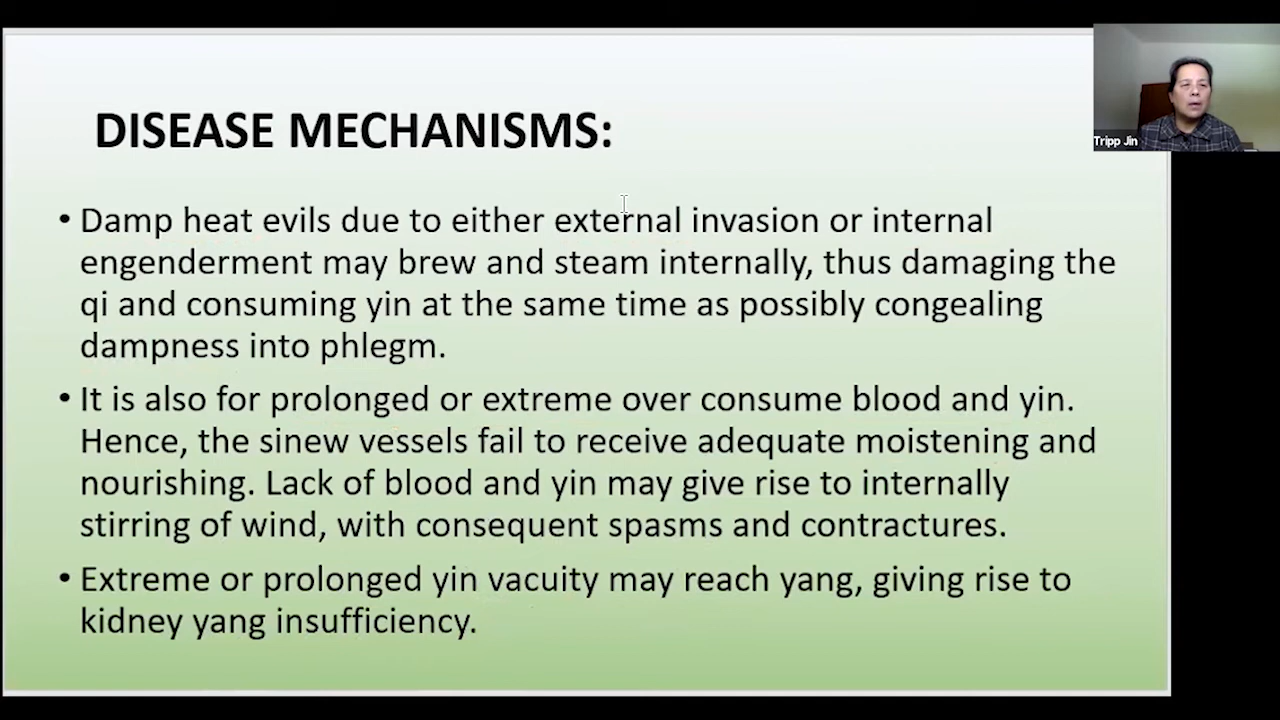 DISEASE MECHANISMS:
Tripp Jin
• Damp heat evils due to either external invasion or internal
engenderment may brew and steam internally, thus damaging the
qi and consuming yin at the same time as possibly congealing
dampness into phlegm.
• It is also for prolonged or extreme over consume blood and yin.
Hence, the sinew vessels fail to receive adequate moistening and
nourishing. Lack of blood and yin may give rise to internally
stirring of wind, with consequent spasms and contractures.
• Extreme or prolonged yin vacuity may reach yang, giving rise to
kidney yang insufficiency.